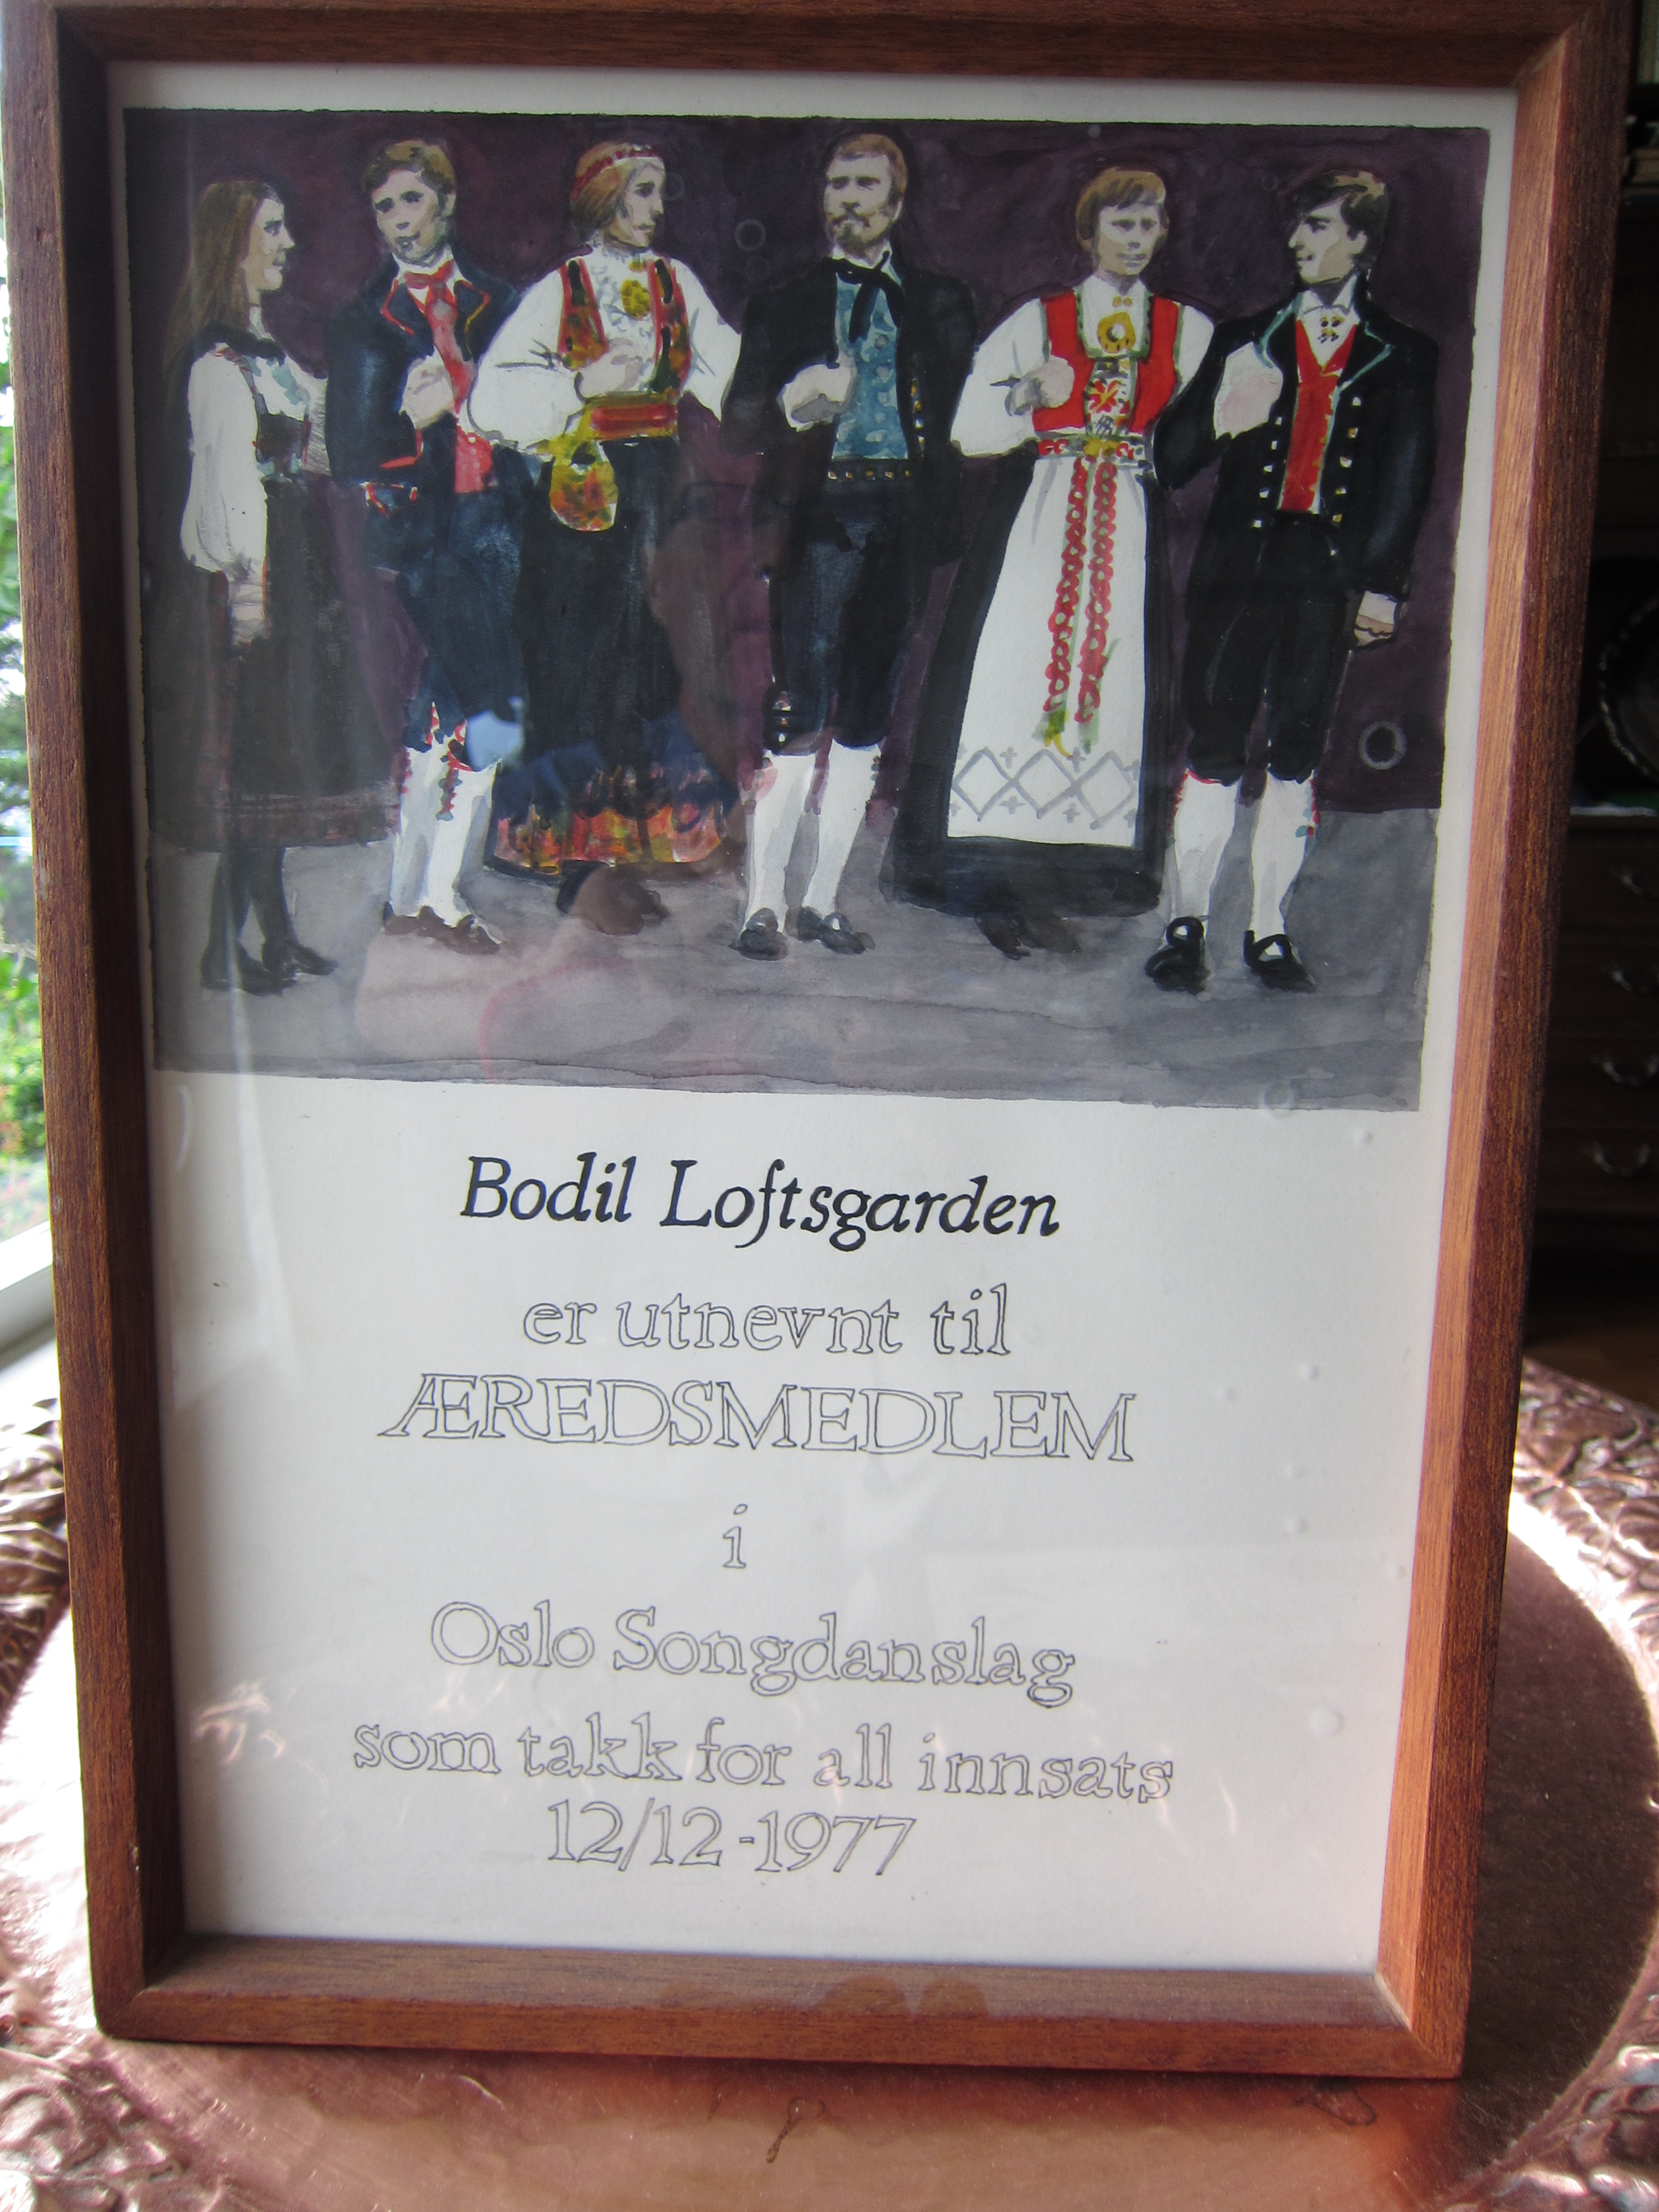 Bodil Loftsgarden
er utnevnt til
ÆREDSMEDLEM
i
Oslo Songdanslag
som takk for all innsats
12/12-1977